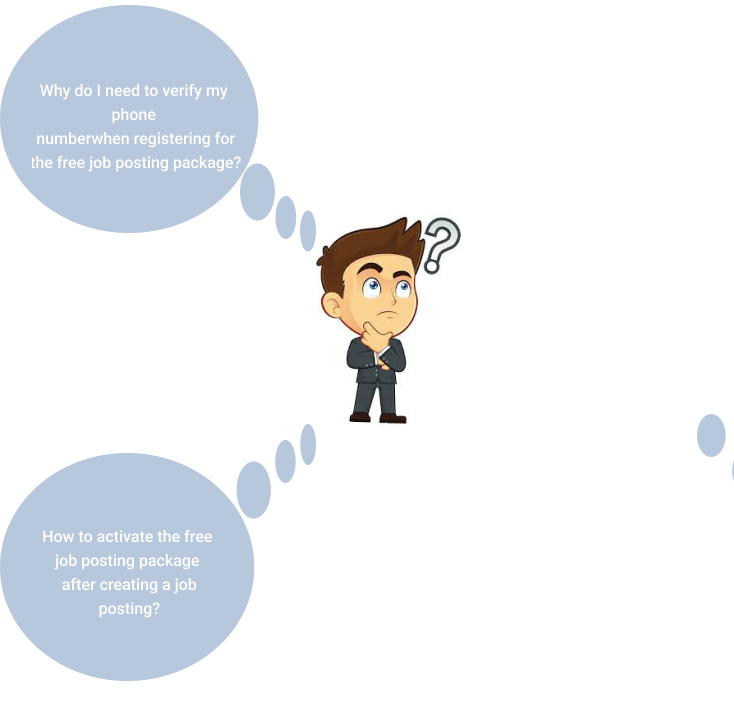 Why do I need to verify my
phone
numberwhen registering for
the free job posting package?
?
How to activate the free
job posting package
after creating a job
posting?